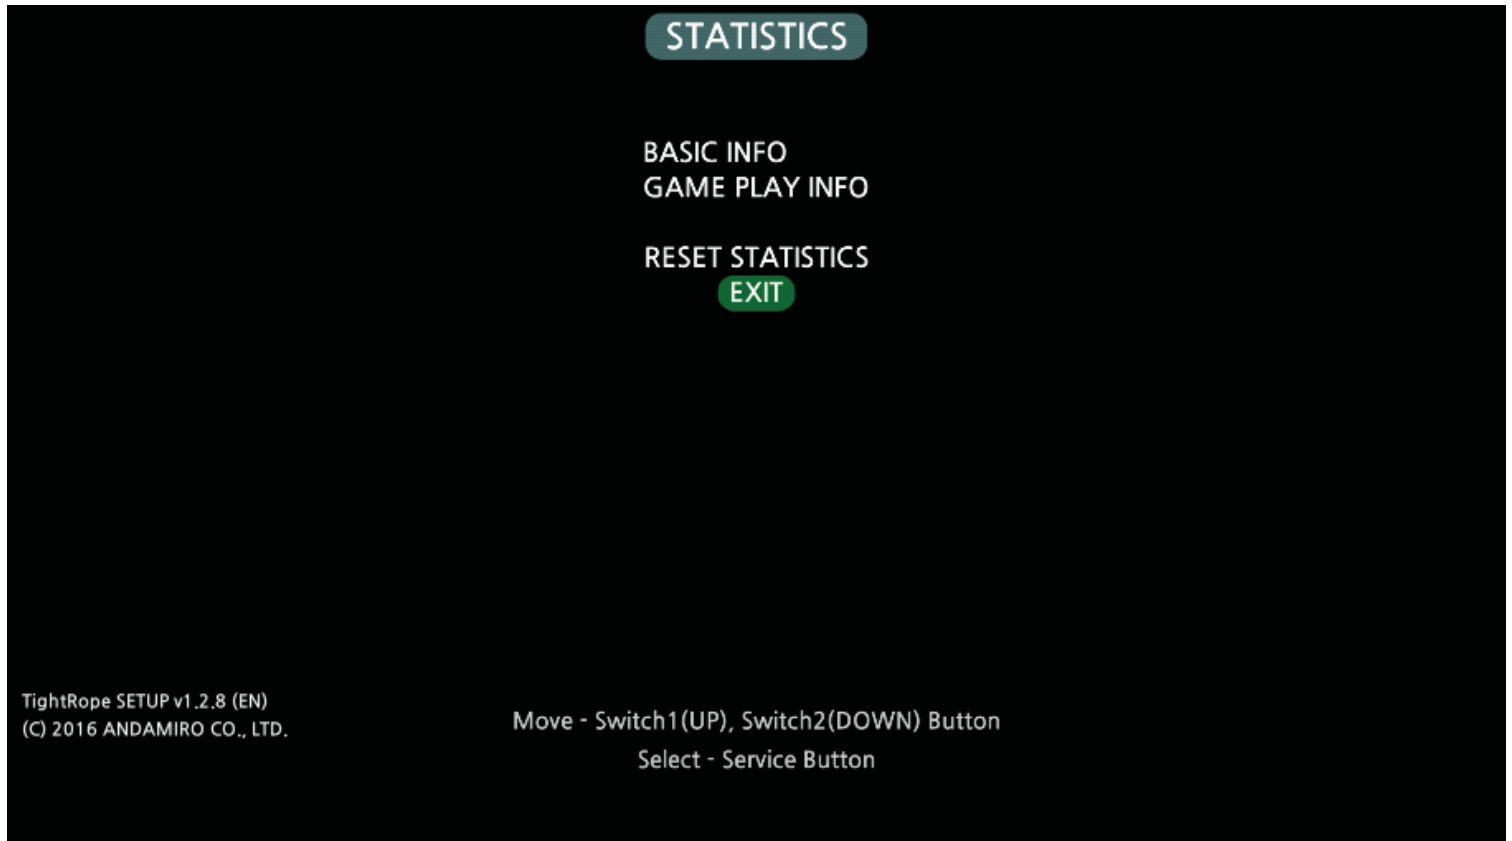 STATISTICS
BASIC INFO
GAME PLAY INFO
RESET STATISTICS
EXIT
TightRope SETUP v1.2.8 (EN)
(C) 2016 ANDAMIRO CO., LTD.
Move - Switch1(UP), Switch2(DOWN) Button
Select - Service Button